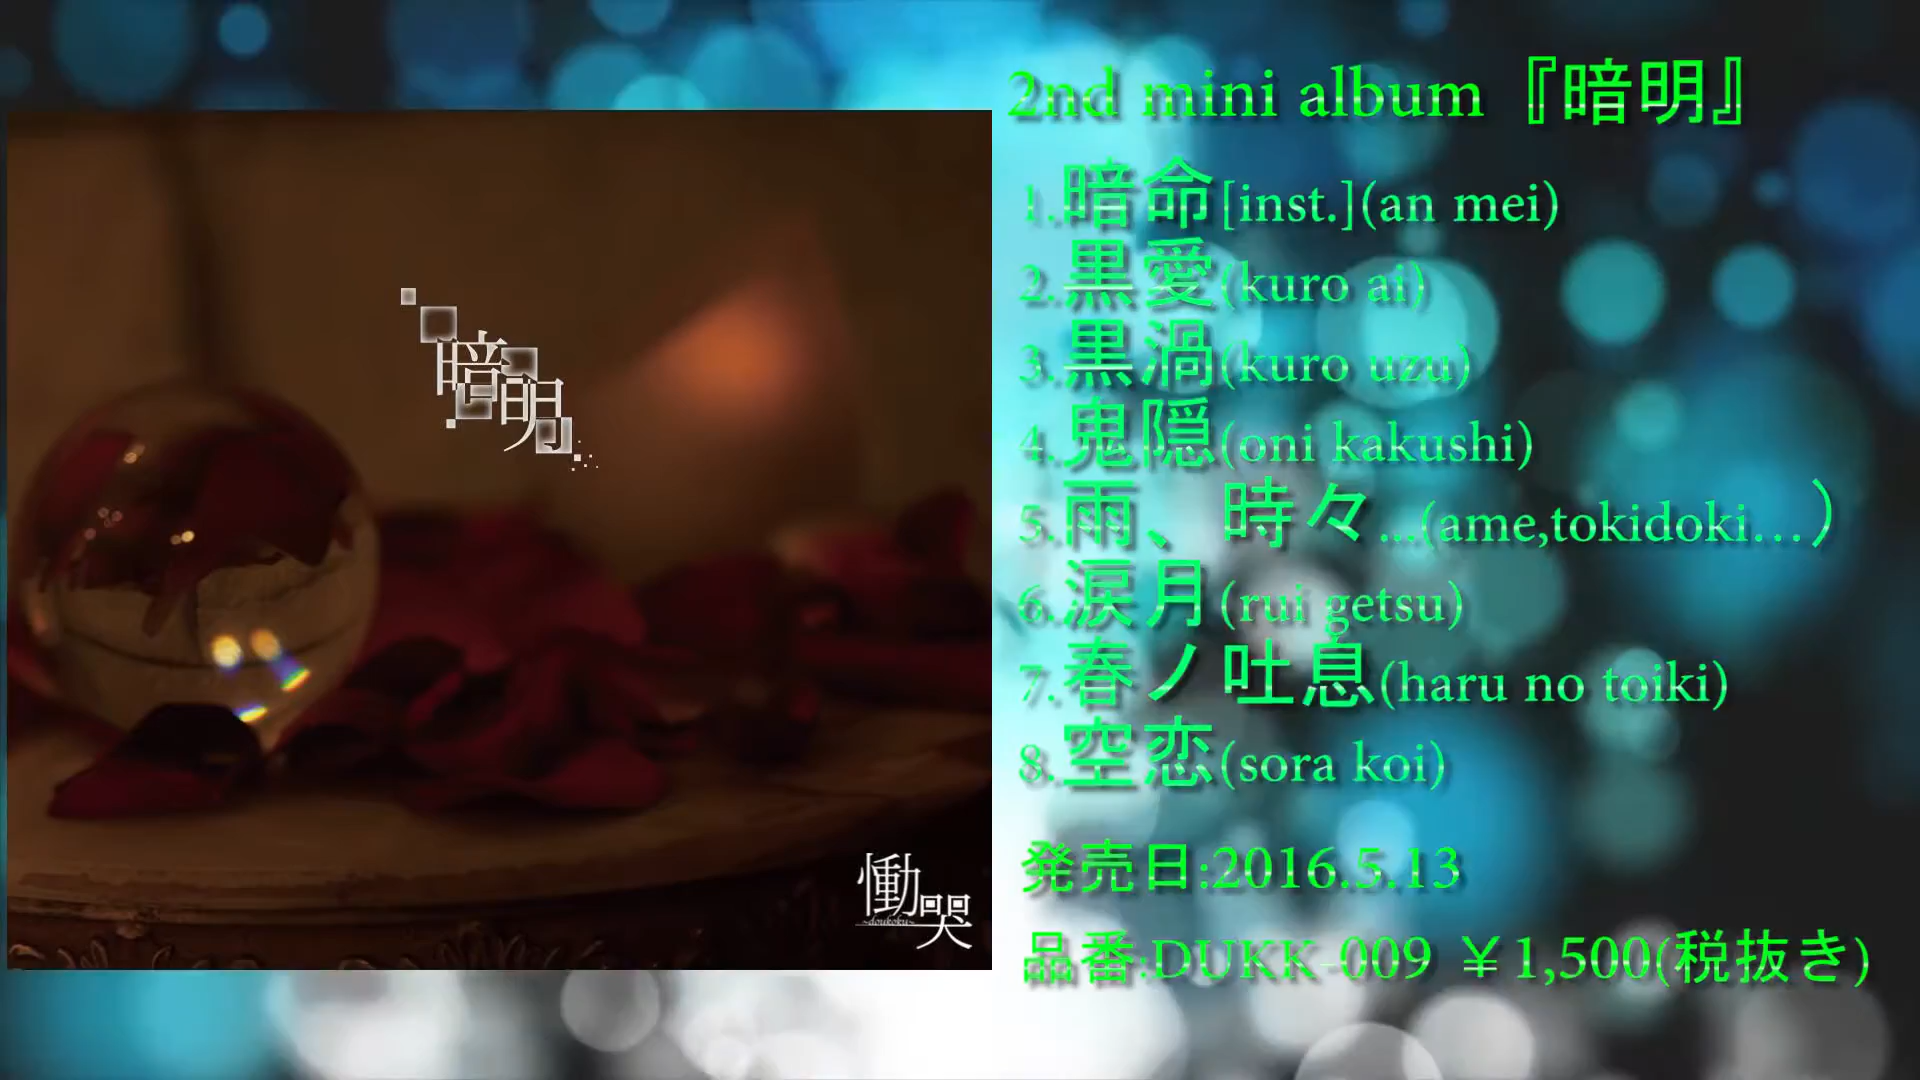 2nd mini album『暗明』
1.暗命[inst.](an mei)
2.黒愛(kuro ai)
3.黒渦(kuro uzu)
4.鬼隠(oni kakushi)
5.雨、時々...(ame,tokidoki…）
6.涙月(rui getsu)
7.春ノ吐息(haru no toiki)
8.空恋(sora koi)
発売日:2016.5.13
品番:DUKK-009 ￥1,500(税抜き)
暗明
慟哭
~doukoku~